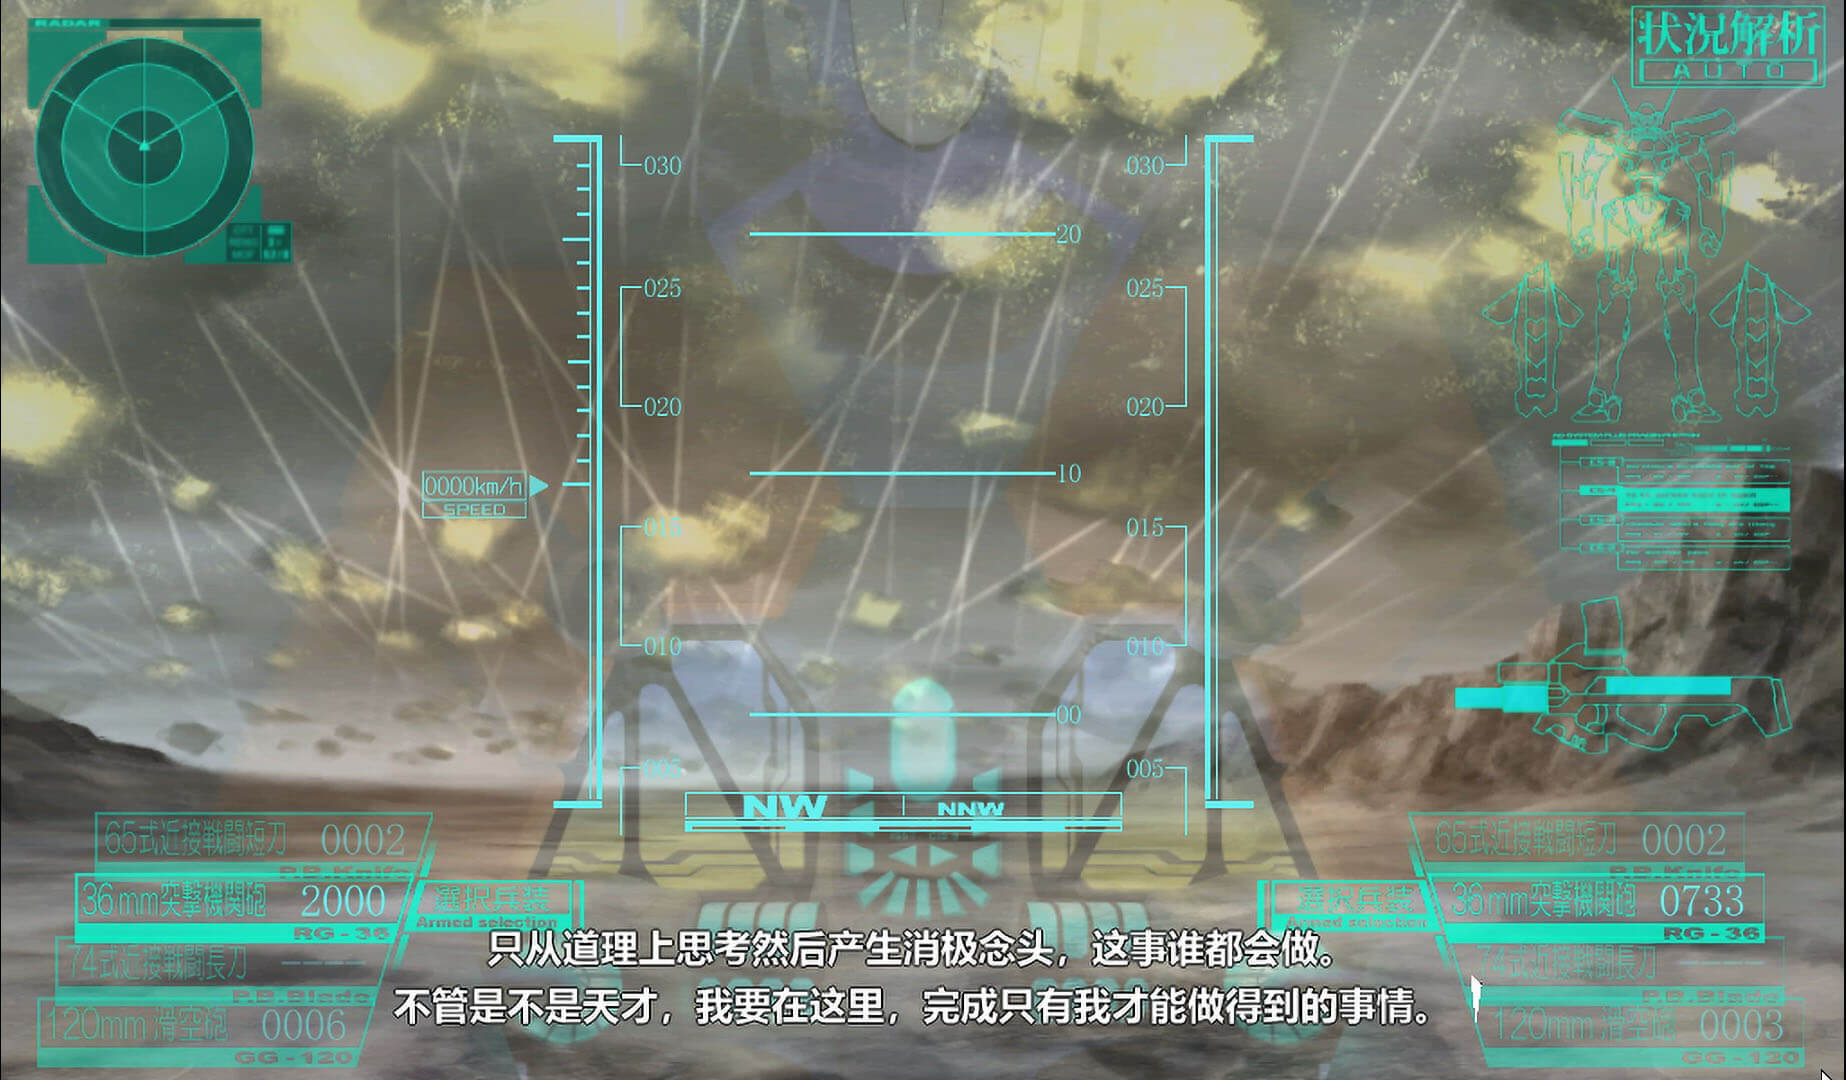 RADAR
状況解析
AUTO
030
030
20
025
025
020
020
10
0000km/h
SPEED
015
015
010
010
00
005
005
NW
NNW
65式近接戦闘短刀 0002
P.B.Knife
36mm突撃機関砲 2000
RG-36
選択兵装
Armed selection
74式近接戦闘長刀 -----
P.B.Blade
120mm滑空砲 0006
GG-120
65式近接戦闘短刀 0002
P.B.Knife
選択兵装
Armed selection
36mm突撃機関砲 0733
RG-36
74式近接戦闘長刀
P.B.Blade
120mm滑空砲 0003
GG-120
只从道理上思考然后产生消极念头，这事谁都会做。
不管是不是天才，我要在这里，完成只有我才能做得到的事情。